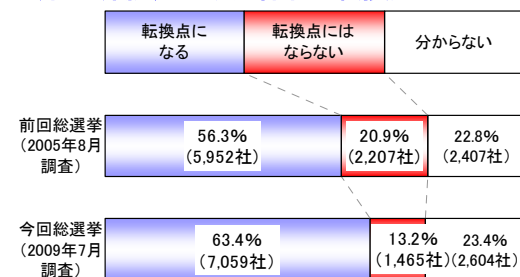 転換点に
なる
転換点には
ならない
分からない
前回総選挙
（2005年8月
調査）
56.3%
（5,952社）
20.9%
（2,207社）
22.8%
（2,407社）
今回総選挙
（2009年7月
調査）
63.4%
（7,059社）
13.2%
（1,465社）
23.4%
（2,604社）